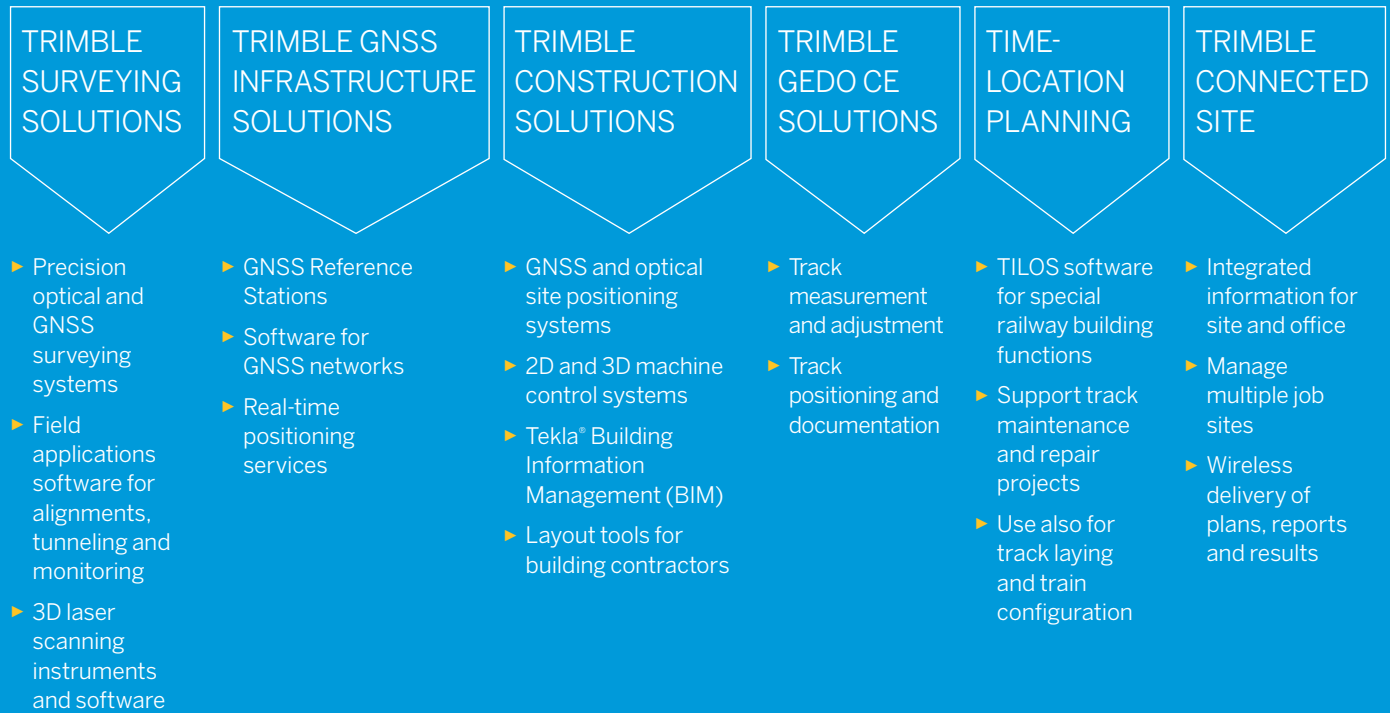 TRIMBLE
SURVEYING
SOLUTIONS
► Precision
optical and
GNSS
surveying
systems
► Field
applications
software for
alignments,
tunneling and
monitoring
► 3D laser
scanning
instruments
and software
TRIMBLE GNSS
INFRASTRUCTURE
SOLUTIONS
► GNSS Reference
Stations
► Software for
GNSS networks
► Real-time
positioning
services
TRIMBLE
CONSTRUCTION
SOLUTIONS
► GNSS and optical
site positioning
systems
► 2D and 3D machine
control systems
► Tekla® Building
Information
Management (BIM)
► Layout tools for
building contractors
TRIMBLE
GEDO CE
SOLUTIONS
► Track
measurement
and adjustment
► Track
positioning and
documentation
TIME-
LOCATION
PLANNING
► TILOS software
for special
railway building
functions
► Support track
maintenance
and repair
projects
► Use also for
track laying
and train
configuration
TRIMBLE
CONNECTED
SITE
► Integrated
information for
site and office
► Manage
multiple job
sites
► Wireless
delivery of
plans, reports
and results